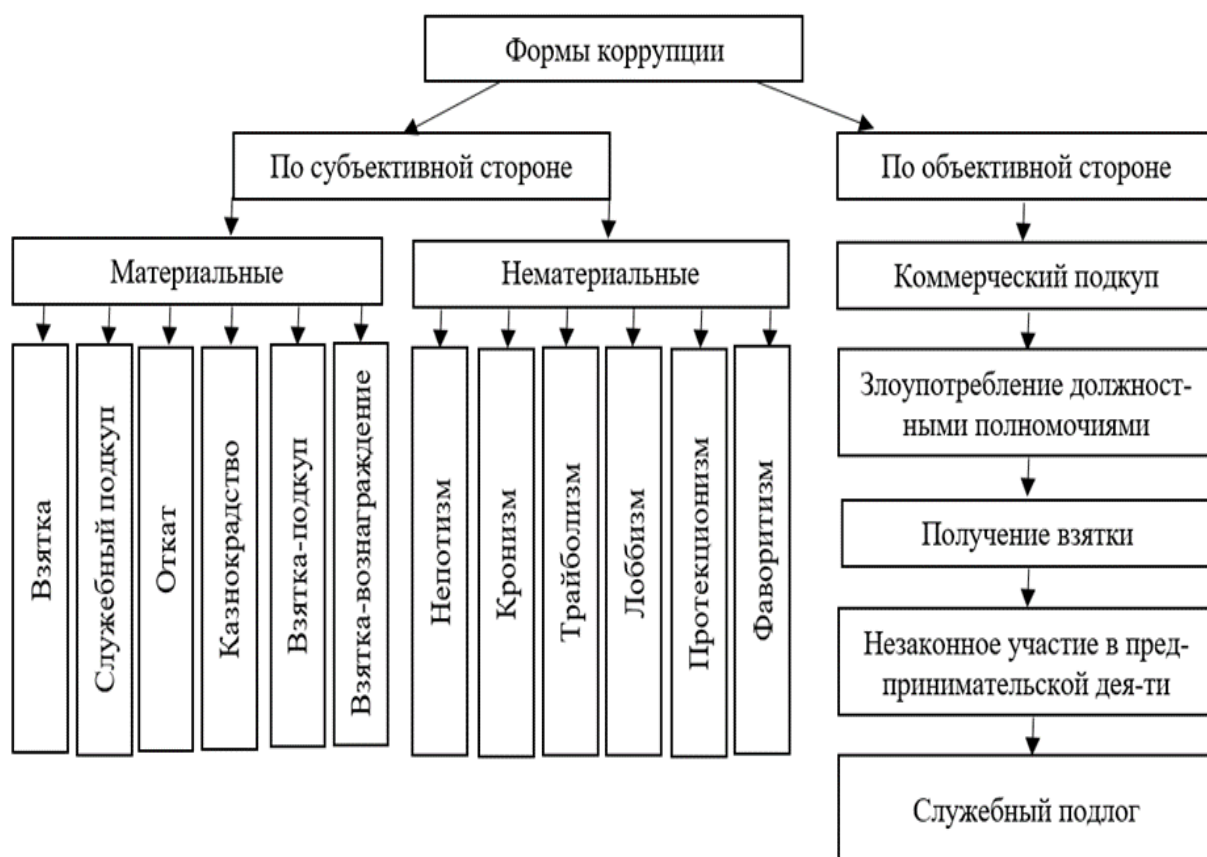 Формы коррупции
По субъективной стороне
По объективной стороне
Материальные
Нематериальные
Коммерческий подкуп
Взятка
Служебный подкуп
Откат
Казнокрадство
Взятка-подкуп
Взятка-вознаграждение
Непотизм
Кронизм
Трайболизм
Лоббизм
Протекционизм
Фаворитизм
Злоупотребление должност-
ными полномочиями
Получение взятки
Незаконное участие в пред-
принимательской дея-ти
Служебный подлог